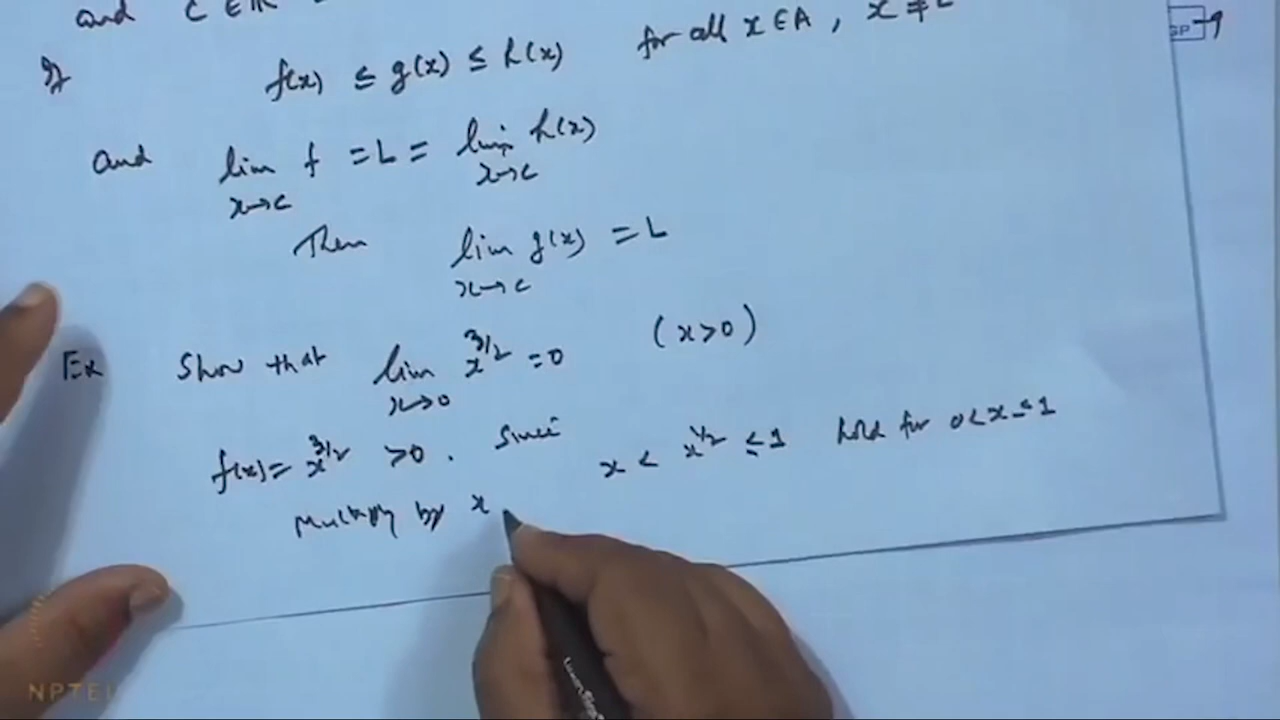 and C ∈ ℝ
If f(x) ≤ g(x) ≤ h(x) for all x ∈ A, x ≠ c
And lim f = L = lim h(x)
x→c x→c
Then lim g(x) = L
x→c
Ex Show that lim x^{3/2} = 0 (x>0)
x→0
f(x) = x^{3/2} >0. Since x < x^{1/2} ≤ 1 hold for 0<x≤1
Multiply by x
NPTEL